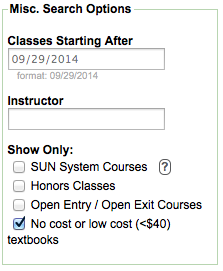 Misc. Search Options
Classes Starting After
09/29/2014
format: 09/29/2014
Instructor
Show Only:
SUN System Courses ?
Honors Classes
Open Entry / Open Exit Courses
No cost or low cost (<$40)
textbooks